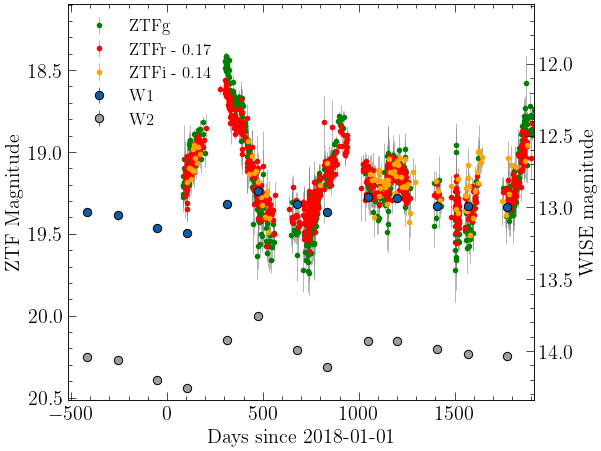 ZTFg
ZTFr - 0.17
ZTFi - 0.14
W1
W2
ZTF Magnitude
18.5
19.0
19.5
20.0
20.5
WISE magnitude
12.0
12.5
13.0
13.5
14.0
−500
0
500
1000
1500
Days since 2018-01-01